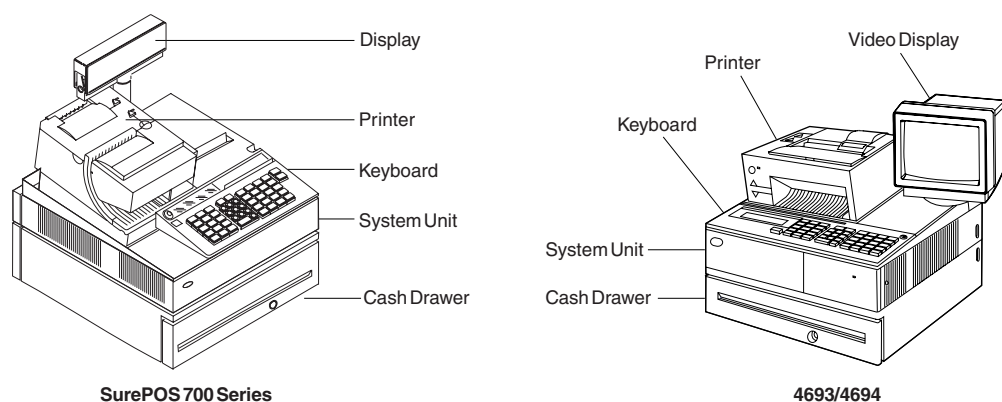 Display
Printer
Keyboard
System Unit
Cash Drawer
SurePOS 700 Series
Video Display
Printer
Keyboard
System Unit
Cash Drawer
4693/4694